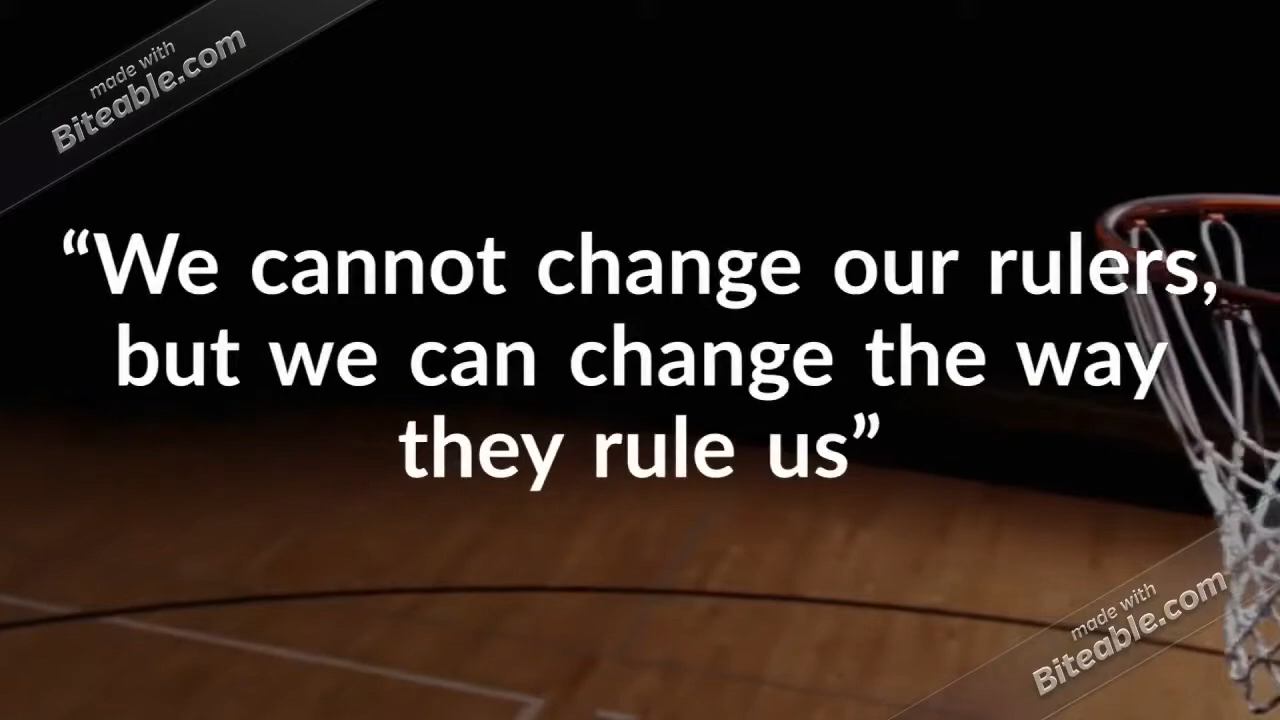 made with
Biteable.com
“We cannot change our rulers,
but we can change the way
they rule us”
made with
Biteable.com